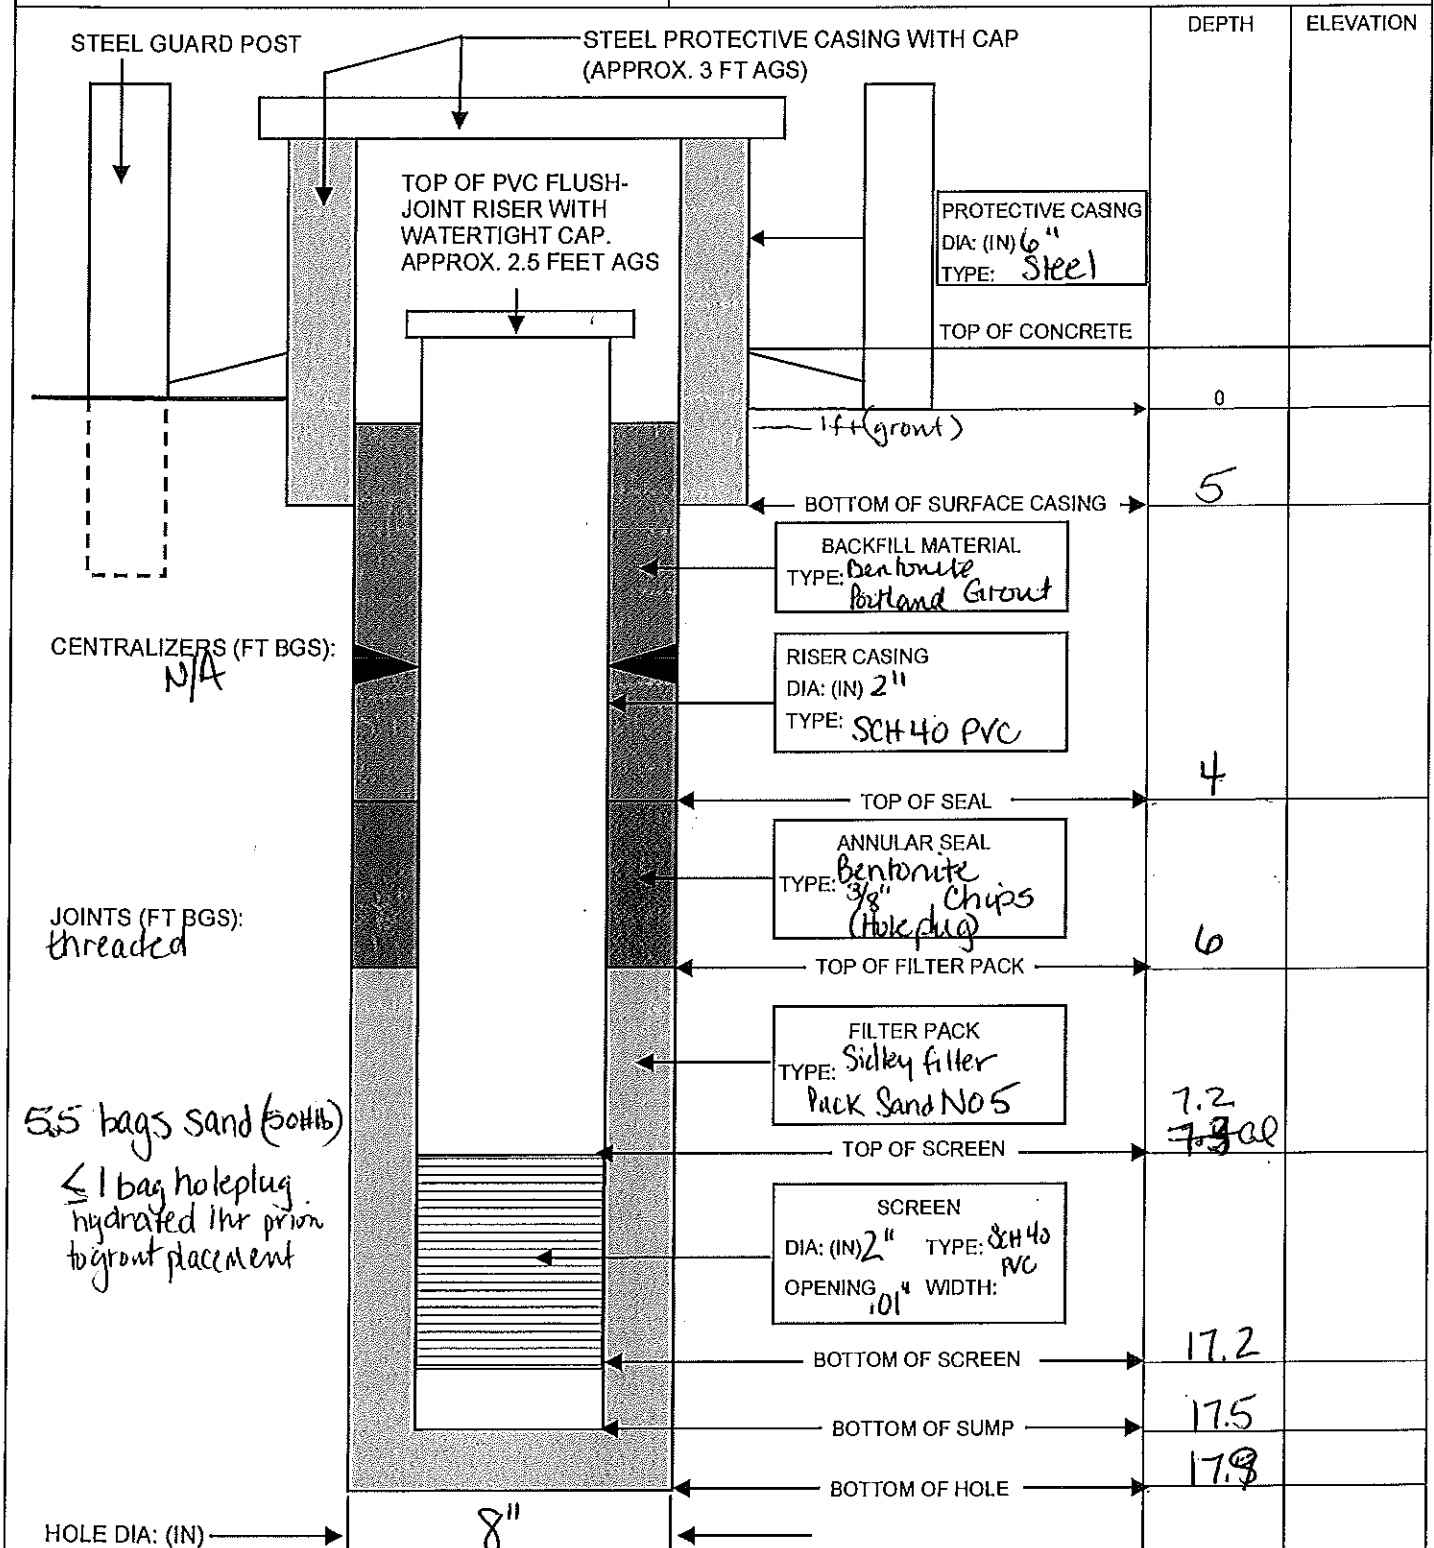 DEPTH ELEVATION
STEEL GUARD POST
STEEL PROTECTIVE CASING WITH CAP
(APPROX. 3 FT AGS)
TOP OF PVC FLUSH-
JOINT RISER WITH
WATERTIGHT CAP.
APPROX. 2.5 FEET AGS
PROTECTIVE CASING
DIA: (IN) 6"
TYPE: Steel
TOP OF CONCRETE
0
1ft (grout)
BOTTOM OF SURFACE CASING 5
BACKFILL MATERIAL
TYPE: Bentonite
Portland Grout
CENTRALIZERS (FT BGS):
N/A
RISER CASING
DIA: (IN) 2"
TYPE: SCH 40 PVC
TOP OF SEAL 4
ANNULAR SEAL
TYPE: Bentonite
3/8" Chips
(Holeplug)
JOINTS (FT BGS):
threaded
TOP OF FILTER PACK 6
FILTER PACK
TYPE: Sidley filter
Pack Sand NO 5
5.5 bags sand (50#lb)
≤ 1 bag holeplug
hydrated 1hr prior
to grout placement
7.2
TOP OF SCREEN
SCREEN
DIA: (IN) 2" TYPE: SCH 40
PVC
OPENING .01" WIDTH:
BOTTOM OF SCREEN 17.2
BOTTOM OF SUMP 17.5
BOTTOM OF HOLE
HOLE DIA: (IN) 8"